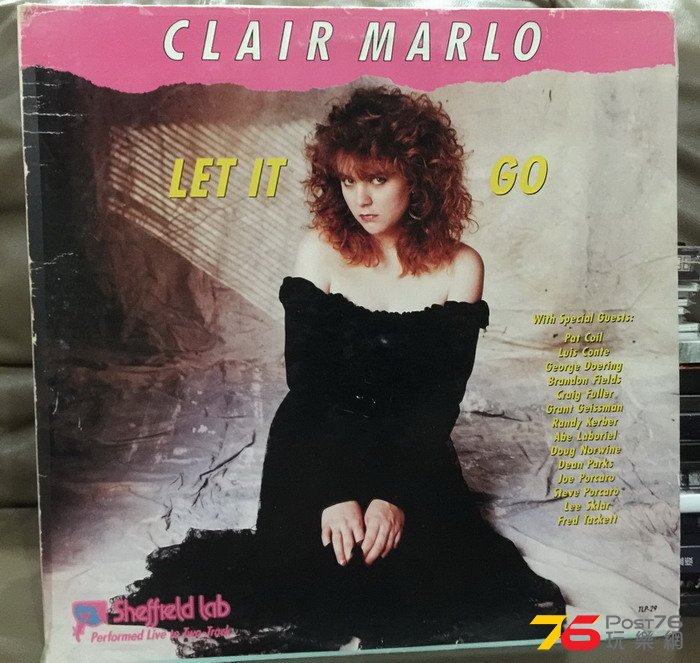 CLAIR MARLO
LET IT GO
With Special Guests:
Pat Coil
Luis Conte
George Doering
Brandon Fields
Craig Fuller
Grant Geissman
Randy Kerber
Abe Laboriel
Doug Norwine
Dean Parks
Joe Porcaro
Steve Porcaro
Lee Sklar
Fred Tackett
Sheffield Lab
Performed Live to Two-Track
TLP-29
76 Post76
玩樂網